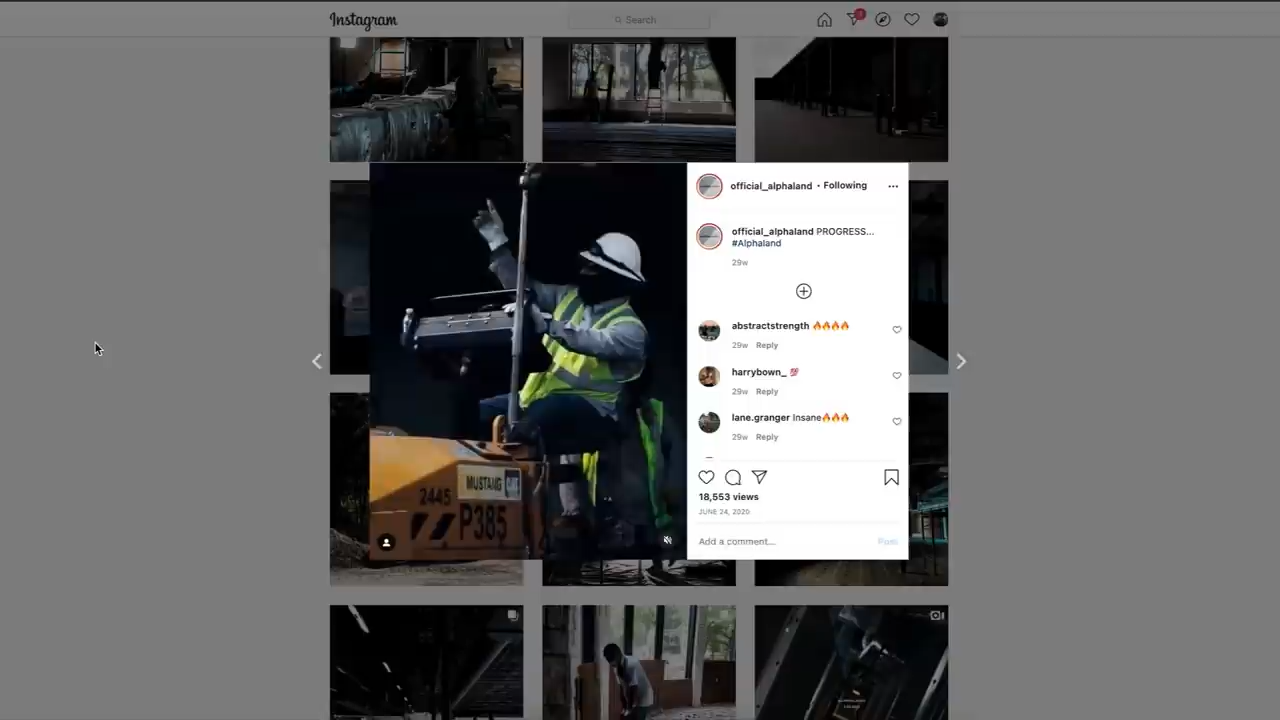 Instagram
Search
official_alphaland • Following
official_alphaland PROGRESS...
#Alphaland
29w
abstractstrength 🔥🔥🔥🔥
29w Reply
harrybown_ 💯
29w Reply
lane.granger Insane🔥🔥🔥
29w Reply
18,553 views
JUNE 24, 2020
Add a comment...
Post
MUSTANG
2445
P385